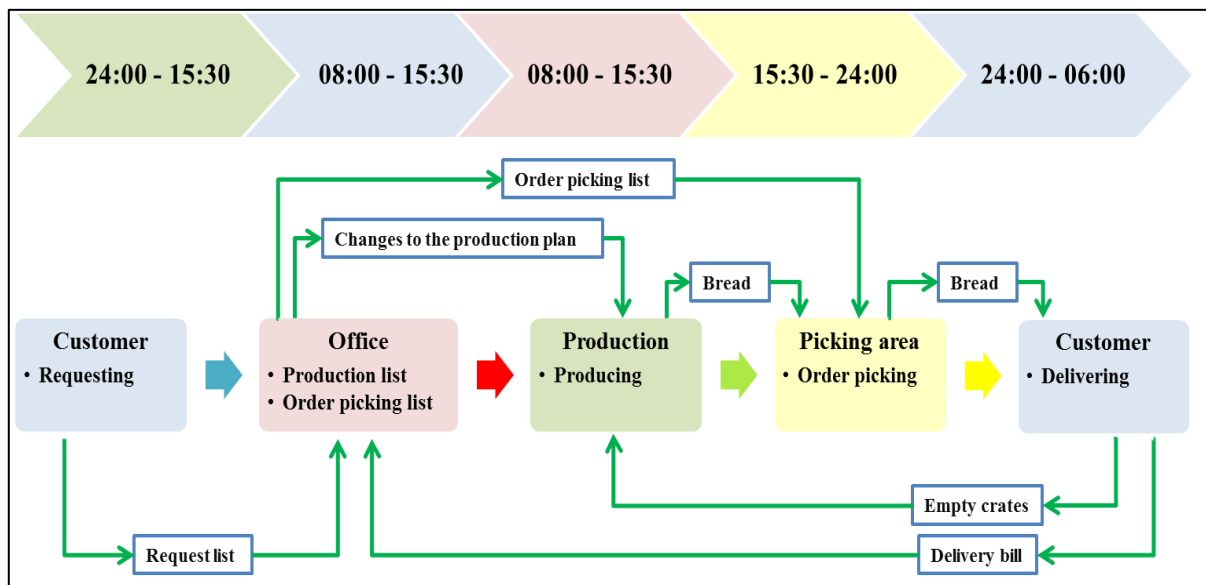 24:00 - 15:30
08:00 - 15:30
08:00 - 15:30
15:30 - 24:00
24:00 - 06:00
Order picking list
Changes to the production plan
Bread
Bread
Customer
• Requesting
Office
• Production list
• Order picking list
Production
• Producing
Picking area
• Order picking
Customer
• Delivering
Empty crates
Request list
Delivery bill